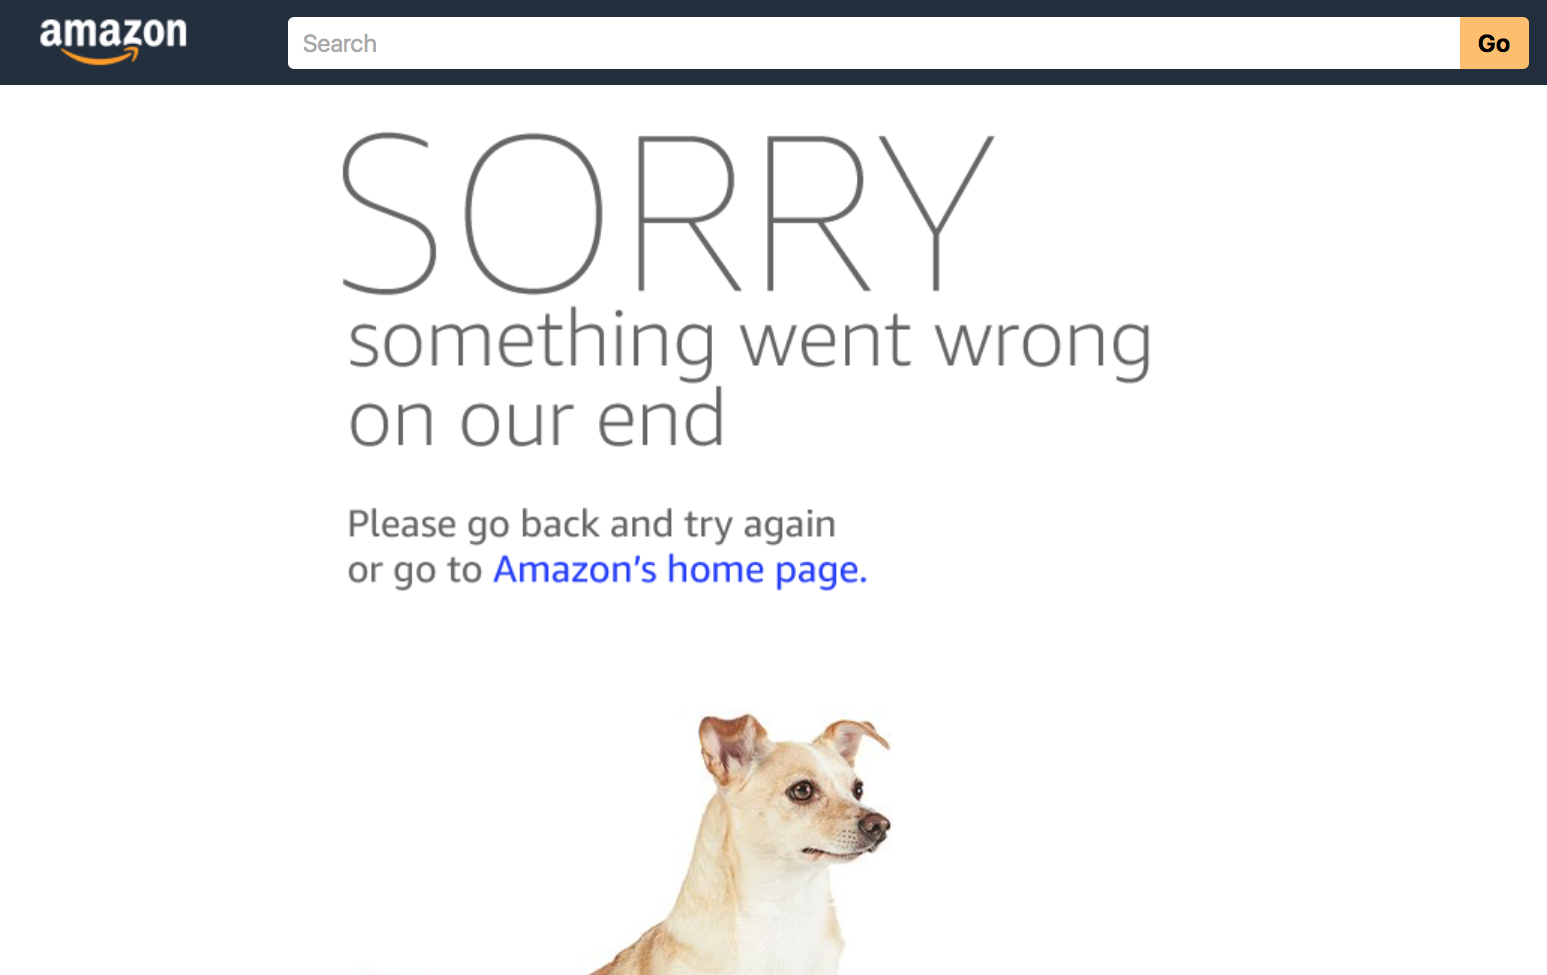 amazon
Search
Go
SORRY
something went wrong
on our end
Please go back and try again
or go to Amazon's home page.